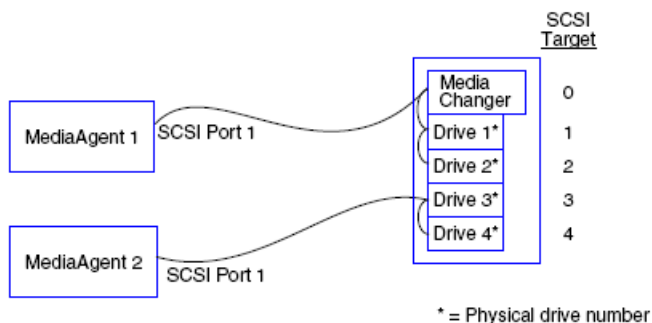 SCSI
Target
Media
Changer
0
MediaAgent 1
SCSI Port 1
Drive 1*
1
Drive 2*
2
Drive 3*
3
Drive 4*
4
MediaAgent 2
SCSI Port 1
* = Physical drive number